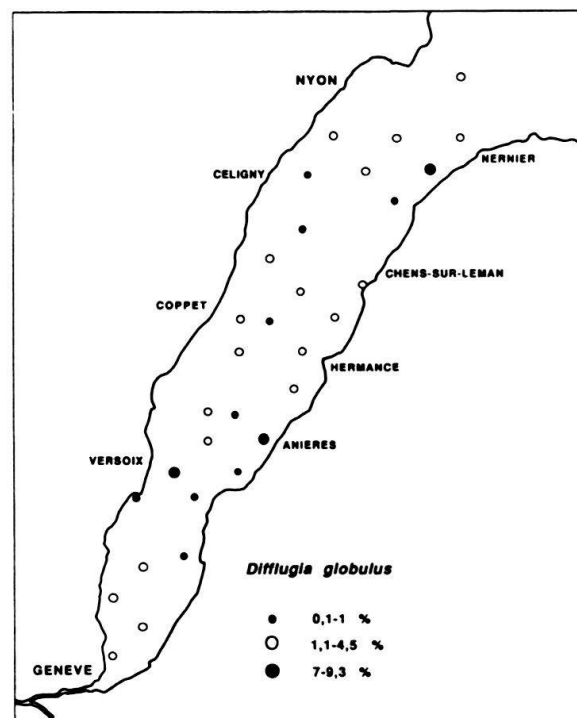 NYON
NERNIER
CELIGNY
CHENS-SUR-LEMAN
COPPET
HERMANCE
ANIERES
VERSOIX
Difflugia globulus
0,1-1 %
1,1-4,5 %
GENEVE
7-9,3 %